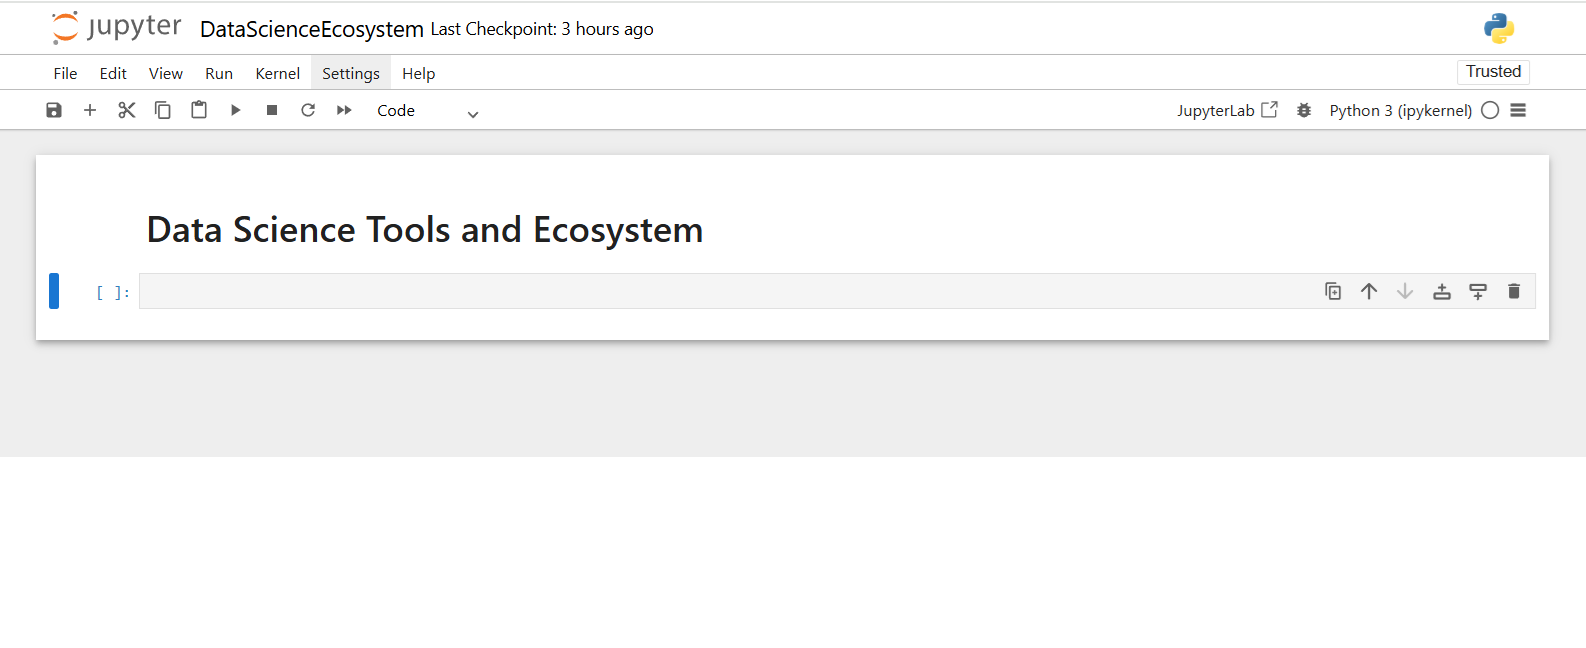 jupyter DataScienceEcosystem Last Checkpoint: 3 hours ago
File Edit View Run Kernel Settings Help Trusted
Code JupyterLab Python 3 (ipykernel)
Data Science Tools and Ecosystem
[ ]: